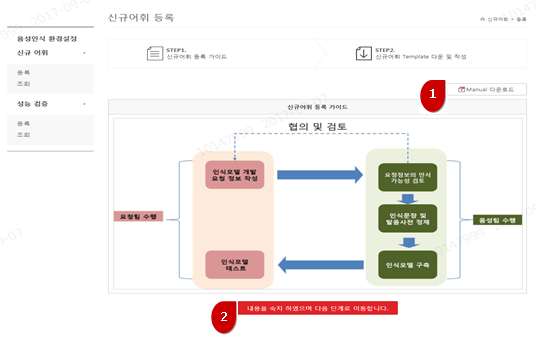 신규어휘 등록
신규어휘 > 등록
음성인식 환경설정
신규 어휘
등록
조회
성능 검증
등록
조회
STEP1.
신규어휘 등록 가이드
STEP2.
신규어휘 Template 다운 및 작성
1
Manual 다운로드
신규어휘 등록 가이드
협의 및 검토
인식모델 개발
요청 정보 작성
요청정보의 인식
가능성 검토
요청팀 수행
인식문장 및
발음사전 정제
음성팀 수행
인식모델
테스트
인식모델 구축
2
내용을 숙지 하였으며 다음 단계로 이동합니다.